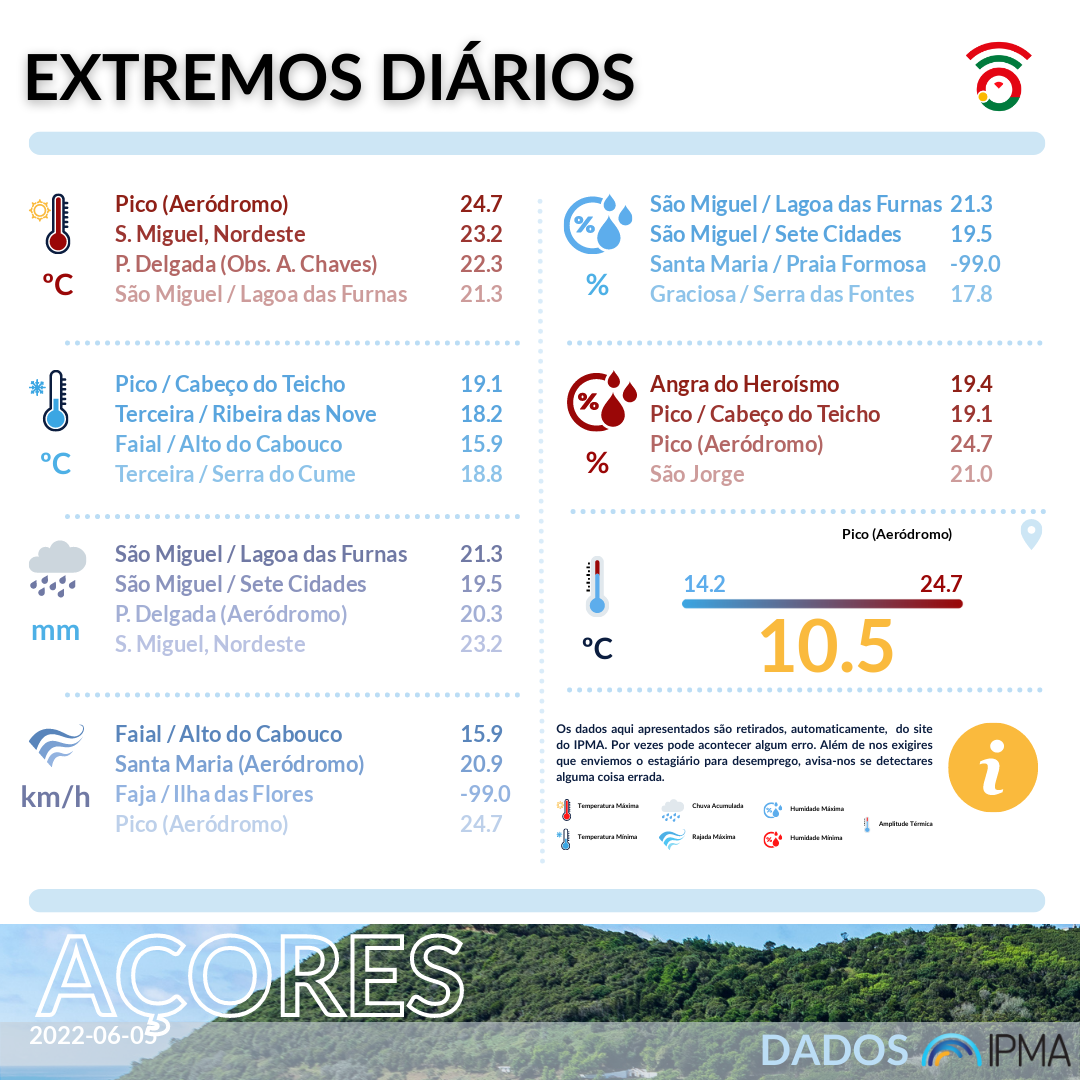 EXTREMOS DIÁRIOS
Pico (Aeródromo) 24.7
S. Miguel, Nordeste 23.2
P. Delgada (Obs. A. Chaves) 22.3
São Miguel / Lagoa das Furnas 21.3
ºC
Pico / Cabeço do Teicho 19.1
Terceira / Ribeira das Nove 18.2
Faial / Alto do Cabouco 15.9
Terceira / Serra do Cume 18.8
ºC
São Miguel / Lagoa das Furnas 21.3
São Miguel / Sete Cidades 19.5
P. Delgada (Aeródromo) 20.3
S. Miguel, Nordeste 23.2
mm
Faial / Alto do Cabouco 15.9
Santa Maria (Aeródromo) 20.9
Faja / Ilha das Flores -99.0
Pico (Aeródromo) 24.7
km/h
São Miguel / Lagoa das Furnas 21.3
São Miguel / Sete Cidades 19.5
Santa Maria / Praia Formosa -99.0
Graciosa / Serra das Fontes 17.8
%
%
Angra do Heroísmo 19.4
Pico / Cabeço do Teicho 19.1
Pico (Aeródromo) 24.7
São Jorge 21.0
%
%
Pico (Aeródromo)
14.2 24.7
10.5
ºC
Os dados aqui apresentados são retirados, automaticamente, do site
do IPMA. Por vezes pode acontecer algum erro. Além de nos exigires
que enviemos o estagiário para desemprego, avisa-nos se detectares
alguma coisa errada.
i
Temperatura Máxima Chuva Acumulada Humidade Máxima
Amplitude Térmica
Temperatura Mínima Rajada Máxima Humidade Mínima
AÇORES
2022-06-05
DADOS IPMA